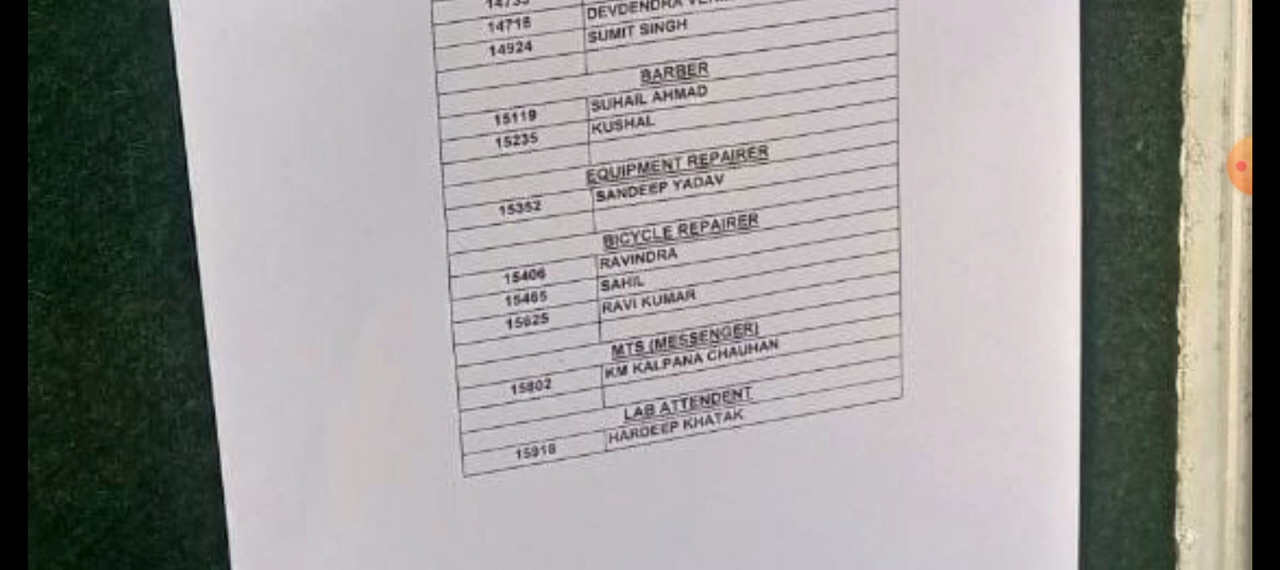 14735
14718 DEVDENDRA
14924 SUMIT SINGH
BARBER
15119 SUHAIL AHMAD
15235 KUSHAL
EQUIPMENT REPAIRER
15352 SANDEEP YADAV
BICYCLE REPAIRER
15406 RAVINDRA
15465 SAHIL
15625 RAVI KUMAR
MTS (MESSENGER)
15802 KM KALPANA CHAUHAN
LAB ATTENDENT
15918 HARDEEP KHATAK